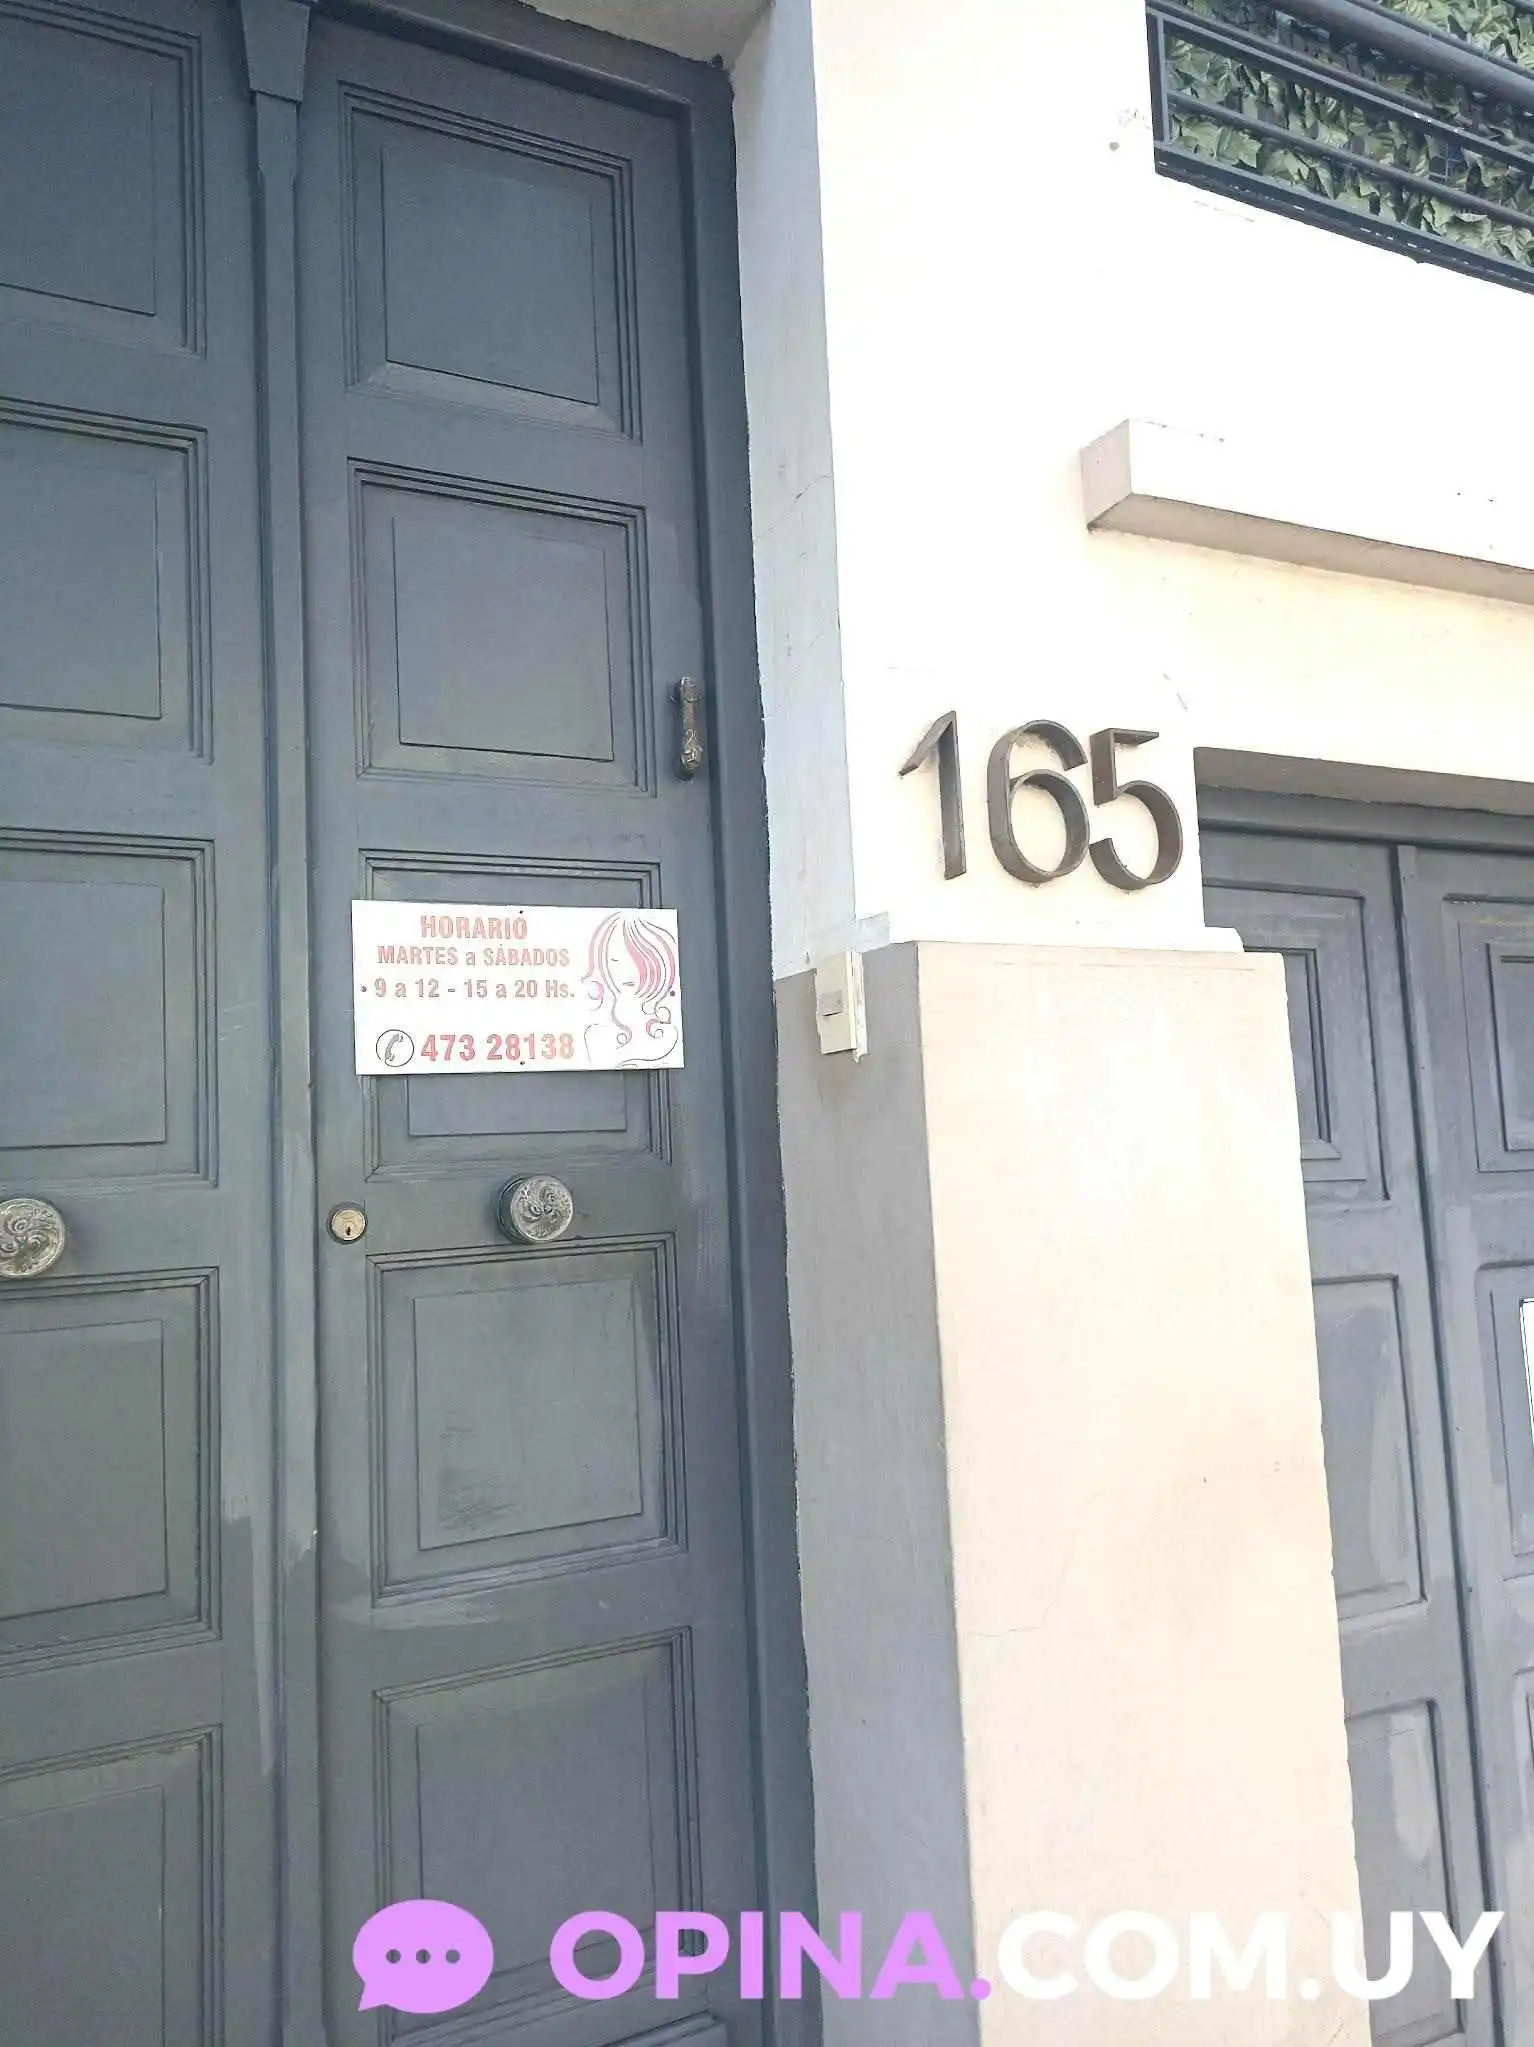 165
HORARIO
MARTES a SÁBADOS
9 a 12 - 15 a 20 Hs.
473 28138
OPINA.COM.UY